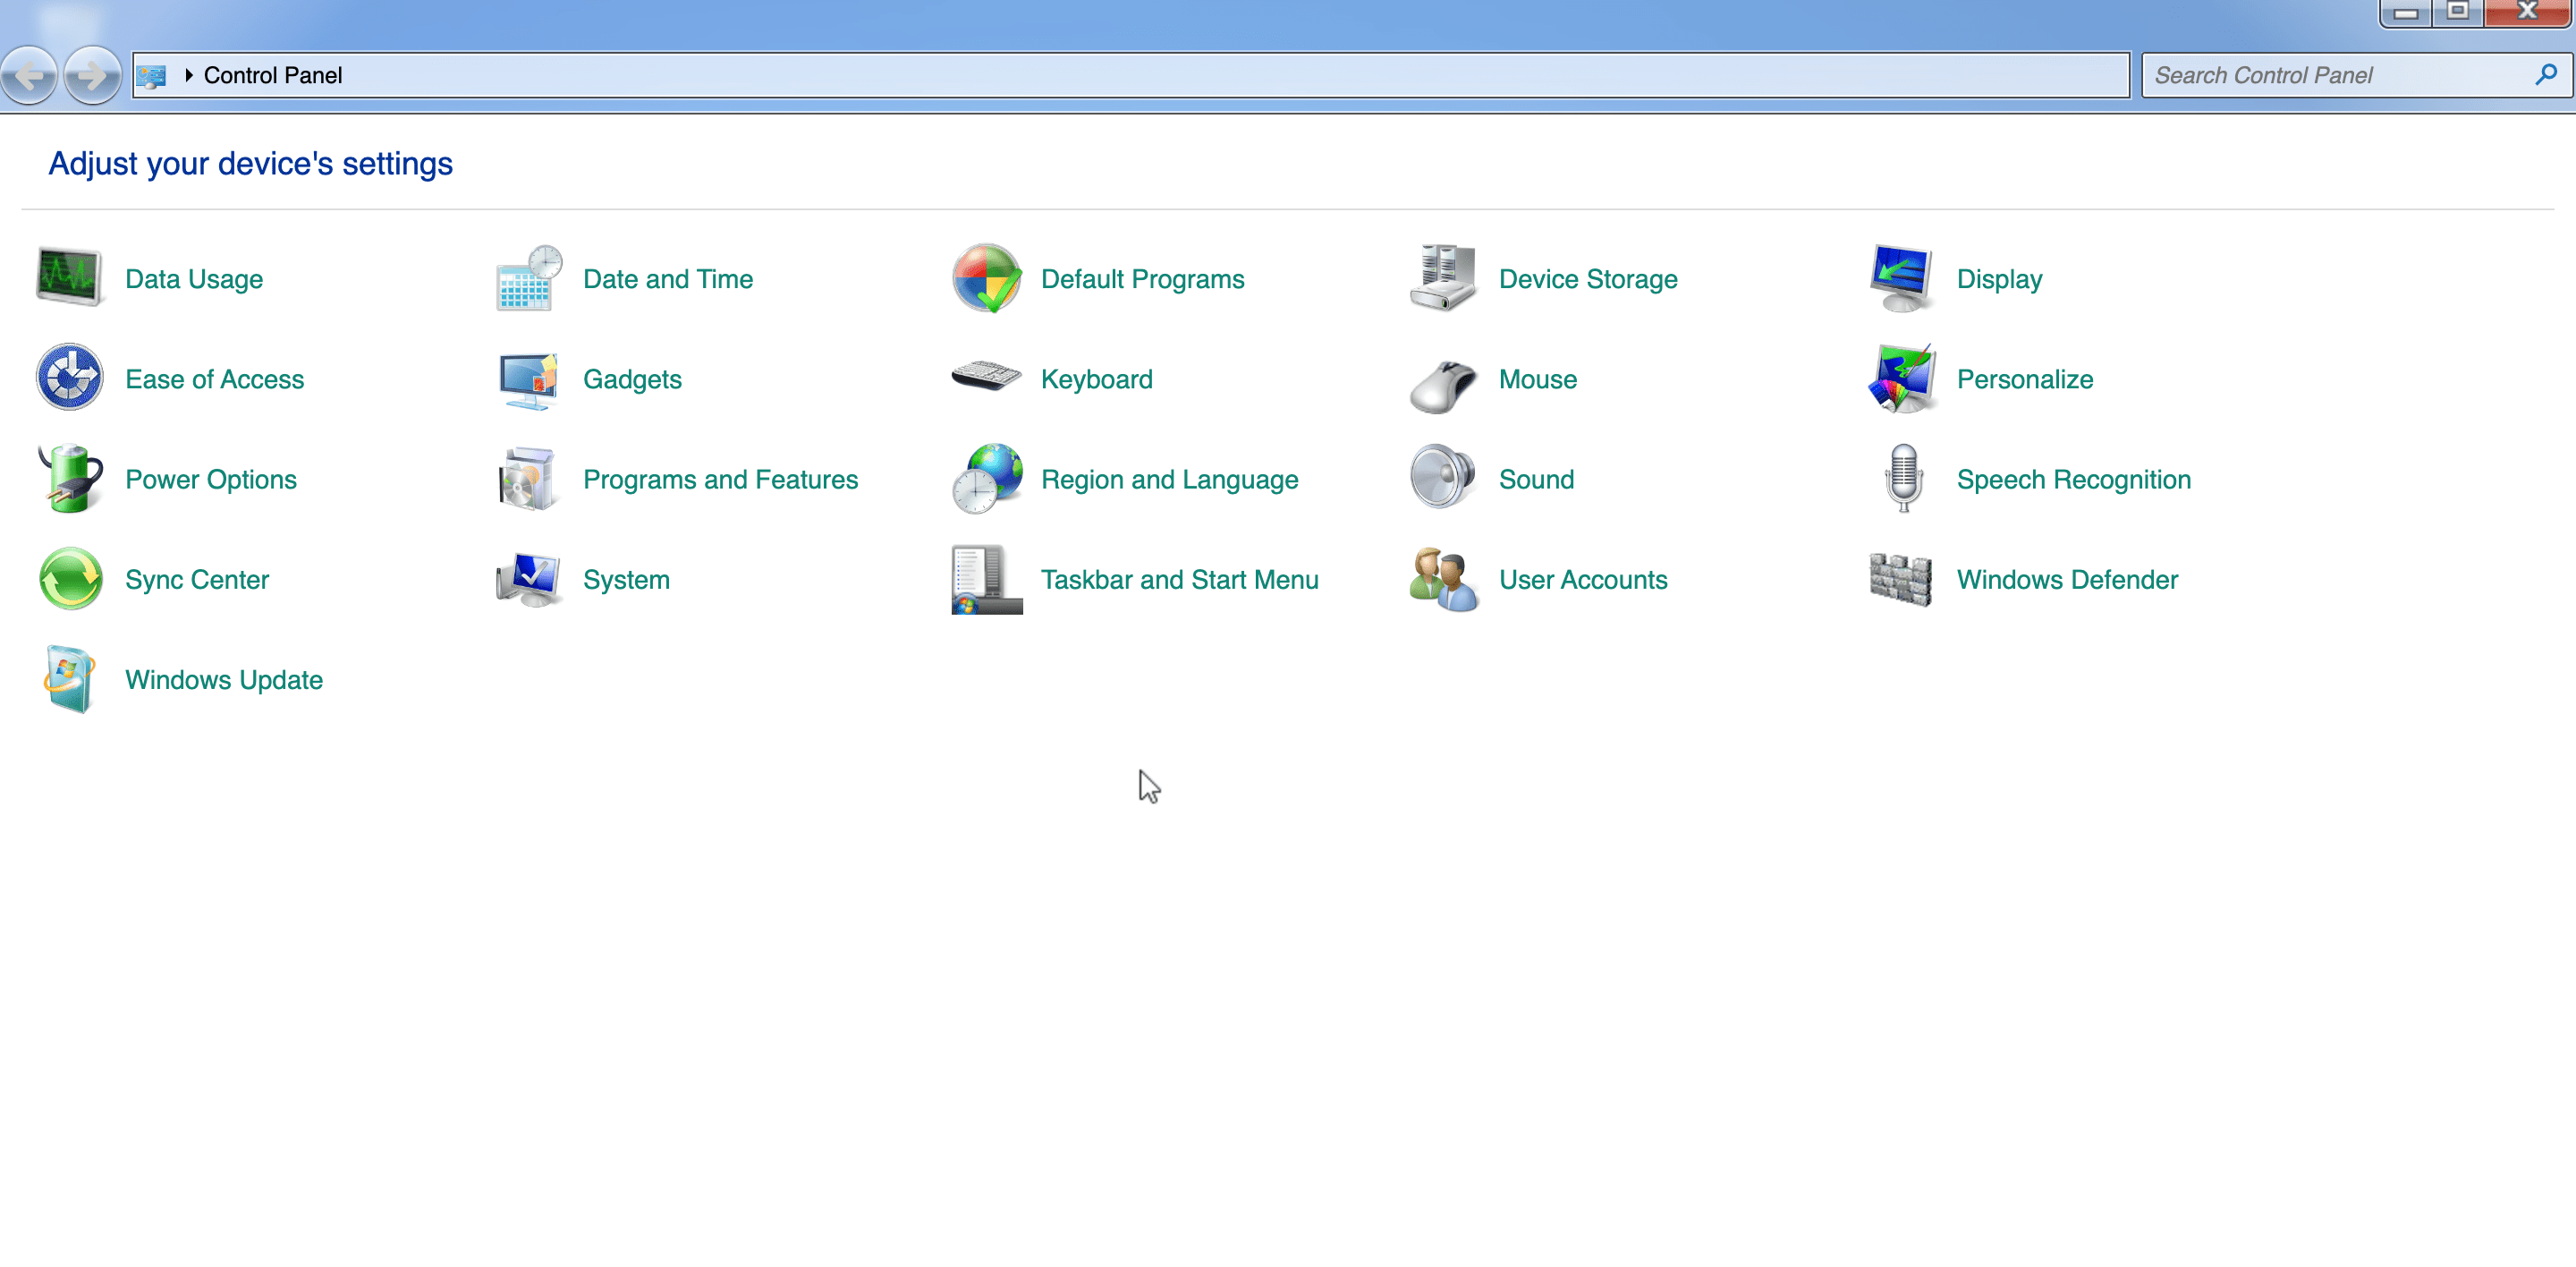 Control Panel
Search Control Panel
Adjust your device's settings
Data Usage
Date and Time
Default Programs
Device Storage
Display
Ease of Access
Gadgets
Keyboard
Mouse
Personalize
Power Options
Programs and Features
Region and Language
Sound
Speech Recognition
Sync Center
System
Taskbar and Start Menu
User Accounts
Windows Defender
Windows Update